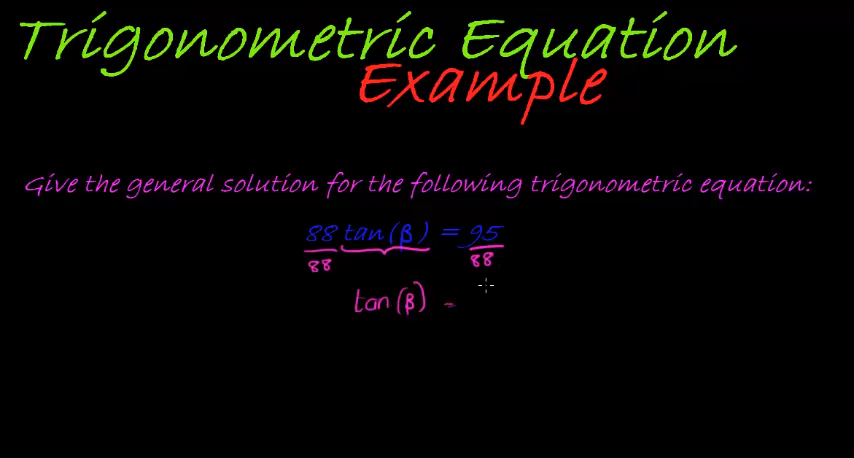 Trigonometric Equation
Example
Give the general solution for the following trigonometric equation:
88 tan (β) = 95
88 88
tan (β) =